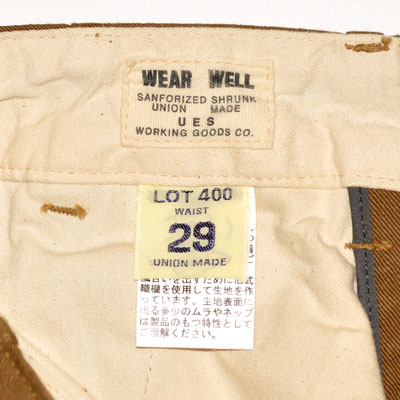 WEAR WELL
SANFORIZED SHRUNK
UNION MADE
UES
WORKING GOODS CO.
LOT 400
WAIST
29
UNION MADE
風合いを出すために旧式
織機を使用して生地を作
っています。生地表面に
出る多少のムラやネップ
は製品のもつ特性として
ご理解ください。